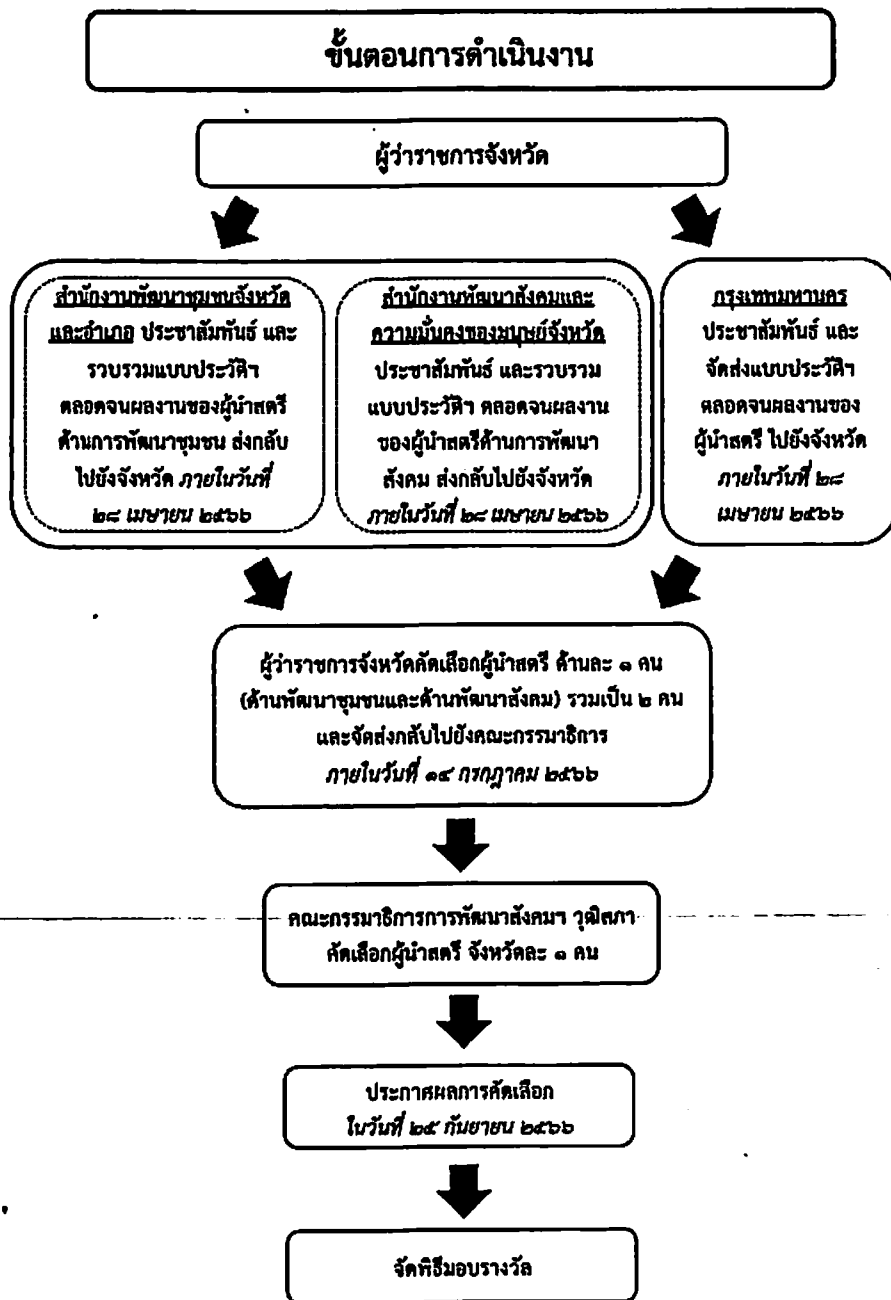 ขั้นตอนการดำเนินงาน
ผู้ว่าราชการจังหวัด
สำนักงานพัฒนาชุมชนจังหวัด
และอำเภอ ประชาสัมพันธ์ และ
รวบรวมแบบประวัติฯ
ตลอดจนผลงานของผู้นำสตรี
ด้านการพัฒนาชุมชน ส่งกลับ
ไปยังจังหวัด ภายในวันที่
๒๘ เมษายน ๒๕๖๖
สำนักงานพัฒนาสังคมและ
ความมั่นคงของมนุษย์จังหวัด
ประชาสัมพันธ์ และรวบรวม
แบบประวัติฯ ตลอดจนผลงาน
ของผู้นำสตรีด้านการพัฒนา
สังคม ส่งกลับไปยังจังหวัด
ภายในวันที่ ๒๘ เมษายน ๒๕๖๖
กรุงเทพมหานคร
ประชาสัมพันธ์ และ
จัดส่งแบบประวัติฯ
ตลอดจนผลงานของ
ผู้นำสตรี ไปยังจังหวัด
ภายในวันที่ ๒๘
เมษายน ๒๕๖๖
ผู้ว่าราชการจังหวัดคัดเลือกผู้นำสตรี ด้านละ ๑ คน
(ด้านพัฒนาชุมชนและด้านพัฒนาสังคม) รวมเป็น ๒ คน
และจัดส่งกลับไปยังคณะกรรมาธิการ
ภายในวันที่ ๑๔ กรกฎาคม ๒๕๖๖
คณะกรรมาธิการการพัฒนาสังคมฯ วุฒิสภา
คัดเลือกผู้นำสตรี จังหวัดละ ๑ คน
ประกาศผลการคัดเลือก
ในวันที่ ๒๕ กันยายน ๒๕๖๖
จัดพิธีมอบรางวัล